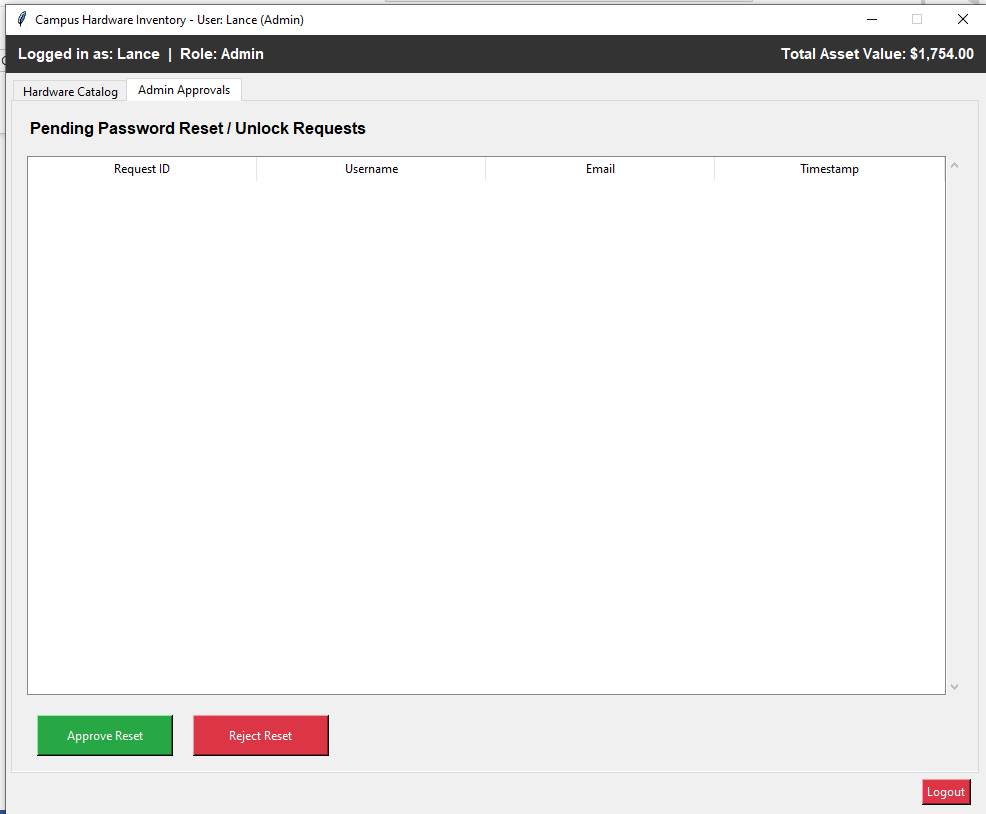 Campus Hardware Inventory - User: Lance (Admin)
Logged in as: Lance | Role: Admin
Total Asset Value: $1,754.00
Hardware Catalog
Admin Approvals
Pending Password Reset / Unlock Requests
Request ID
Username
Email
Timestamp
Approve Reset
Reject Reset
Logout